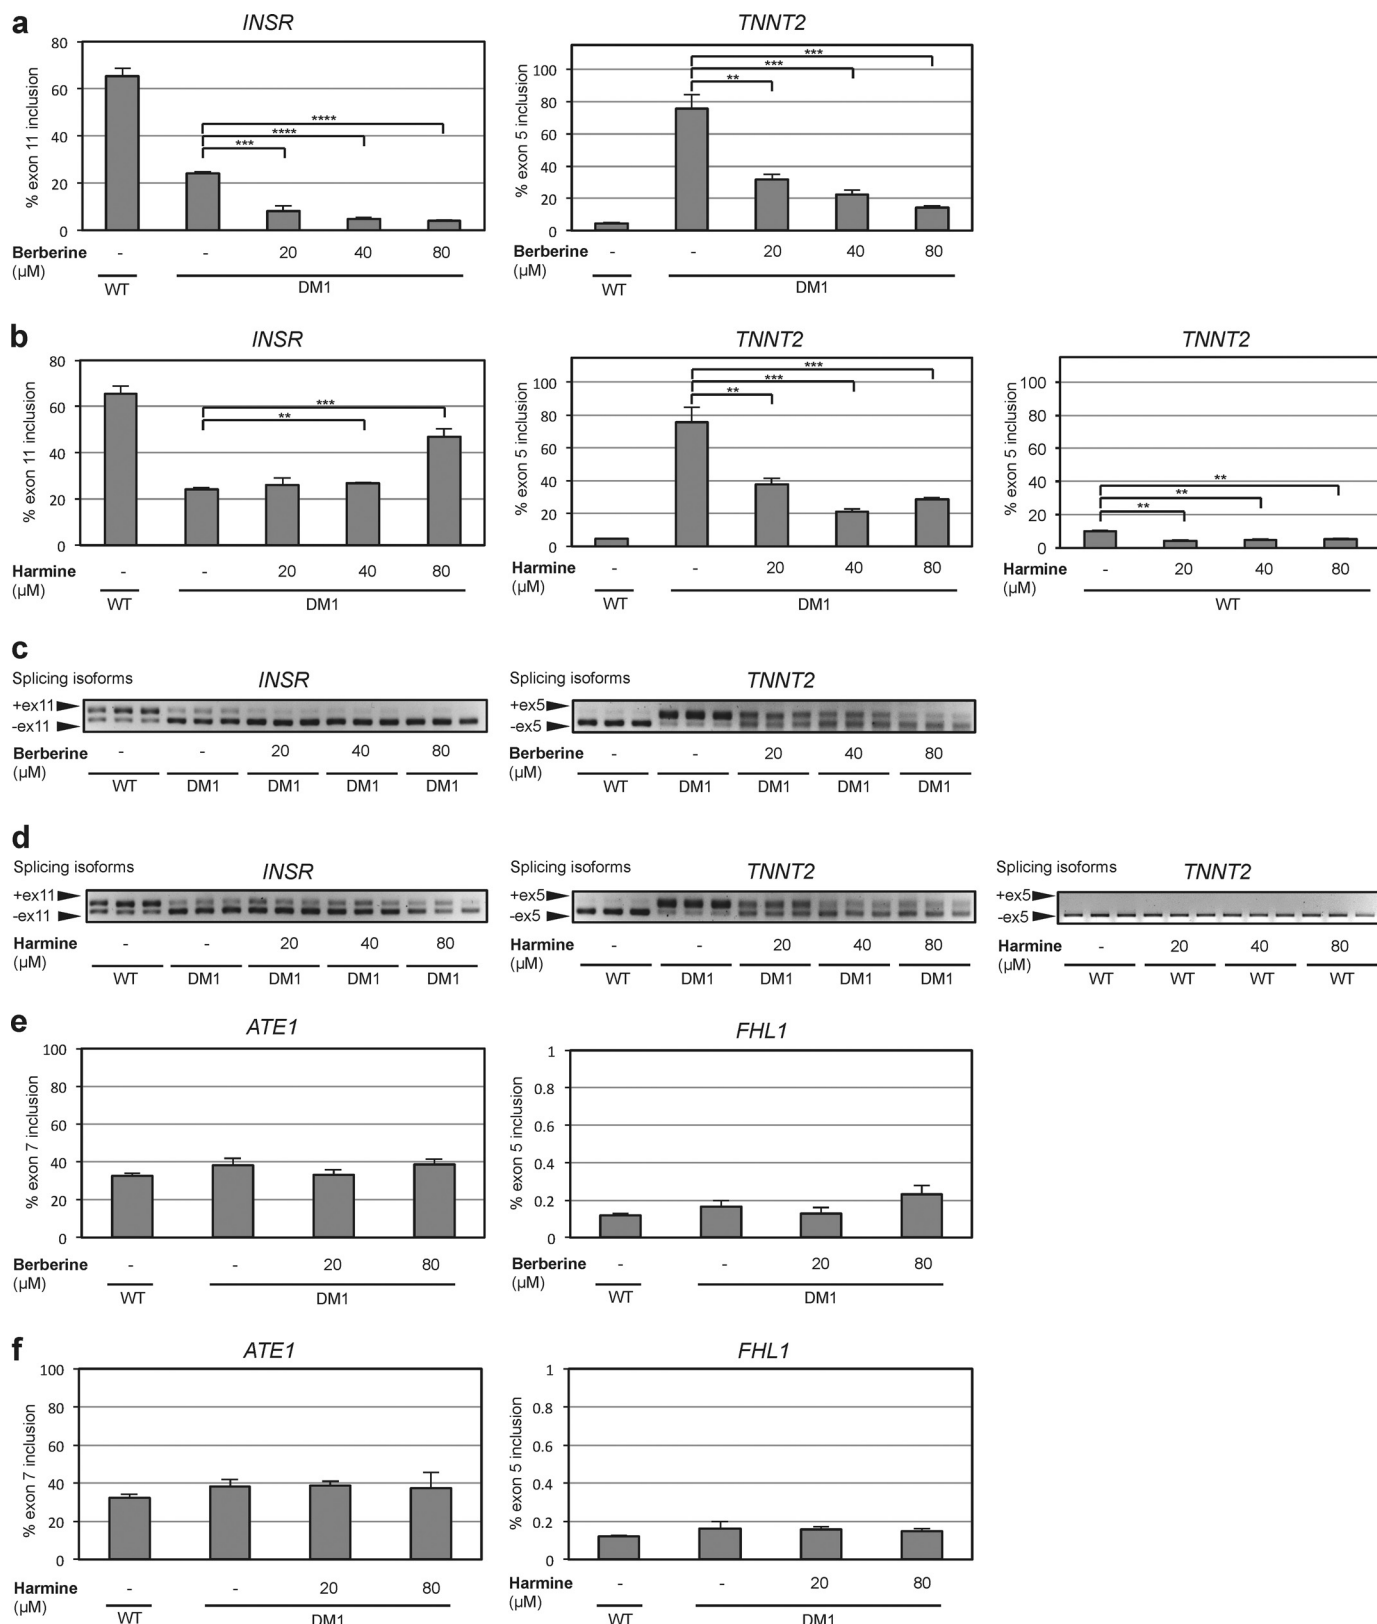 a
INSR
TNNT2
% exon 11 inclusion
80
60
40
20
0
***
****
****
% exon 5 inclusion
100
80
60
40
20
0
**
***
***
Berberine - - 20 40 80
(µM)
WT DM1
Berberine - - 20 40 80
(µM)
WT DM1
b
INSR
TNNT2
TNNT2
% exon 11 inclusion
80
60
40
20
0
**
***
% exon 5 inclusion
100
80
60
40
20
0
**
***
***
% exon 5 inclusion
100
80
60
40
20
0
**
**
**
Harmine - - 20 40 80
(µM)
WT DM1
Harmine - - 20 40 80
(µM)
WT DM1
Harmine - 20 40 80
(µM)
WT
c
Splicing isoforms INSR
+ex11
-ex11
Berberine - - 20 40 80
(µM)
WT DM1 DM1 DM1 DM1
Splicing isoforms TNNT2
+ex5
-ex5
Berberine - - 20 40 80
(µM)
WT DM1 DM1 DM1 DM1
d
Splicing isoforms INSR
+ex11
-ex11
Harmine - - 20 40 80
(µM)
WT DM1 DM1 DM1 DM1
Splicing isoforms TNNT2
+ex5
-ex5
Harmine - - 20 40 80
(µM)
WT DM1 DM1 DM1 DM1
Splicing isoforms TNNT2
+ex5
-ex5
Harmine - 20 40 80
(µM)
WT WT WT WT
e
ATE1
FHL1
% exon 7 inclusion
100
80
60
40
20
0
% exon 5 inclusion
1
0.8
0.6
0.4
0.2
0
Berberine - - 20 80
(µM)
WT DM1
Berberine - - 20 80
(µM)
WT DM1
f
ATE1
FHL1
% exon 7 inclusion
100
80
60
40
20
0
% exon 5 inclusion
1
0.8
0.6
0.4
0.2
0
Harmine - - 20 80
(µM)
WT DM1
Harmine - - 20 80
(µM)
WT DM1